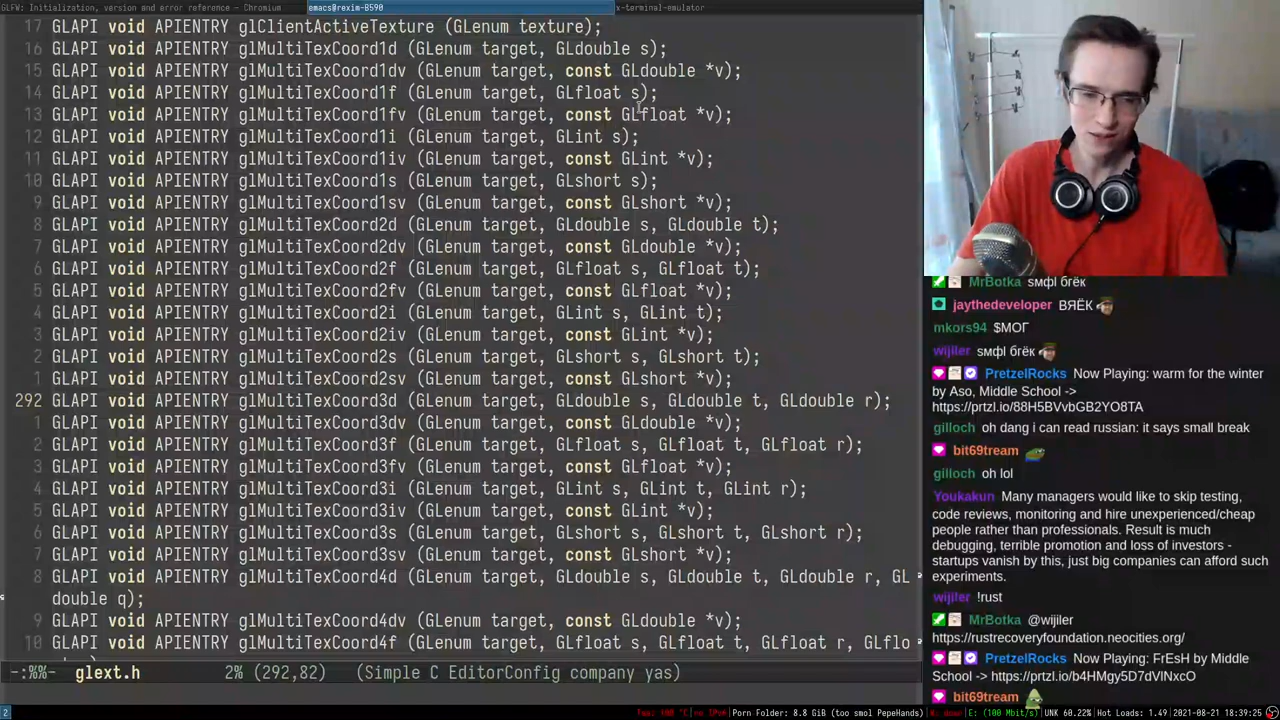 GLFW: Initialization, version and error reference - Chromium
emacs@rexim-B590
x-terminal-emulator
17 GLAPI void APIENTRY glClientActiveTexture (GLenum texture);
16 GLAPI void APIENTRY glMultiTexCoord1d (GLenum target, GLdouble s);
15 GLAPI void APIENTRY glMultiTexCoord1dv (GLenum target, const GLdouble *v);
14 GLAPI void APIENTRY glMultiTexCoord1f (GLenum target, GLfloat s);
13 GLAPI void APIENTRY glMultiTexCoord1fv (GLenum target, const GLfloat *v);
12 GLAPI void APIENTRY glMultiTexCoord1i (GLenum target, GLint s);
11 GLAPI void APIENTRY glMultiTexCoord1iv (GLenum target, const GLint *v);
10 GLAPI void APIENTRY glMultiTexCoord1s (GLenum target, GLshort s);
9 GLAPI void APIENTRY glMultiTexCoord1sv (GLenum target, const GLshort *v);
8 GLAPI void APIENTRY glMultiTexCoord2d (GLenum target, GLdouble s, GLdouble t);
7 GLAPI void APIENTRY glMultiTexCoord2dv (GLenum target, const GLdouble *v);
6 GLAPI void APIENTRY glMultiTexCoord2f (GLenum target, GLfloat s, GLfloat t);
5 GLAPI void APIENTRY glMultiTexCoord2fv (GLenum target, const GLfloat *v);
4 GLAPI void APIENTRY glMultiTexCoord2i (GLenum target, GLint s, GLint t);
3 GLAPI void APIENTRY glMultiTexCoord2iv (GLenum target, const GLint *v);
2 GLAPI void APIENTRY glMultiTexCoord2s (GLenum target, GLshort s, GLshort t);
1 GLAPI void APIENTRY glMultiTexCoord2sv (GLenum target, const GLshort *v);
292 GLAPI void APIENTRY glMultiTexCoord3d (GLenum target, GLdouble s, GLdouble t, GLdouble r);
1 GLAPI void APIENTRY glMultiTexCoord3dv (GLenum target, const GLdouble *v);
2 GLAPI void APIENTRY glMultiTexCoord3f (GLenum target, GLfloat s, GLfloat t, GLfloat r);
3 GLAPI void APIENTRY glMultiTexCoord3fv (GLenum target, const GLfloat *v);
4 GLAPI void APIENTRY glMultiTexCoord3i (GLenum target, GLint s, GLint t, GLint r);
5 GLAPI void APIENTRY glMultiTexCoord3iv (GLenum target, const GLint *v);
6 GLAPI void APIENTRY glMultiTexCoord3s (GLenum target, GLshort s, GLshort t, GLshort r);
7 GLAPI void APIENTRY glMultiTexCoord3sv (GLenum target, const GLshort *v);
8 GLAPI void APIENTRY glMultiTexCoord4d (GLenum target, GLdouble s, GLdouble t, GLdouble r, GL
double q);
9 GLAPI void APIENTRY glMultiTexCoord4dv (GLenum target, const GLdouble *v);
10 GLAPI void APIENTRY glMultiTexCoord4f (GLenum target, GLfloat s, GLfloat t, GLfloat r, GLflo
-:%%- glext.h 2% (292,82) (Simple C EditorConfig company yas)
MrBotka ѕмфl бгёк
jaythedeveloper ВЯЁК
mkors94 $МОГ
wijiler ѕмфl бгёк
PretzelRocks Now Playing: warm for the winter
by Aso, Middle School ->
https://prtzl.io/88H5BVvbGB2YO8TA
gilloch oh dang i can read russian: it says small break
bit69tream
gilloch oh lol
Youkakun Many managers would like to skip testing,
code reviews, monitoring and hire unexperienced/cheap
people rather than professionals. Result is much
debugging, terrible promotion and loss of investors -
startups vanish by this, just big companies can afford such
experiments.
wijiler !rust
MrBotka @wijiler
https://rustrecoveryfoundation.neocities.org/
PretzelRocks Now Playing: FrEsH by Middle
School -> https://prtzl.io/b4HMgy5D7dVlNxcO
bit69tream
2
Porn Folder: 8.8 GiB (too smol PepeHands)
E: (100 Mbit/s)
UNK 60.22%
Hot Loads: 1.49
2021-08-21 18:39:25